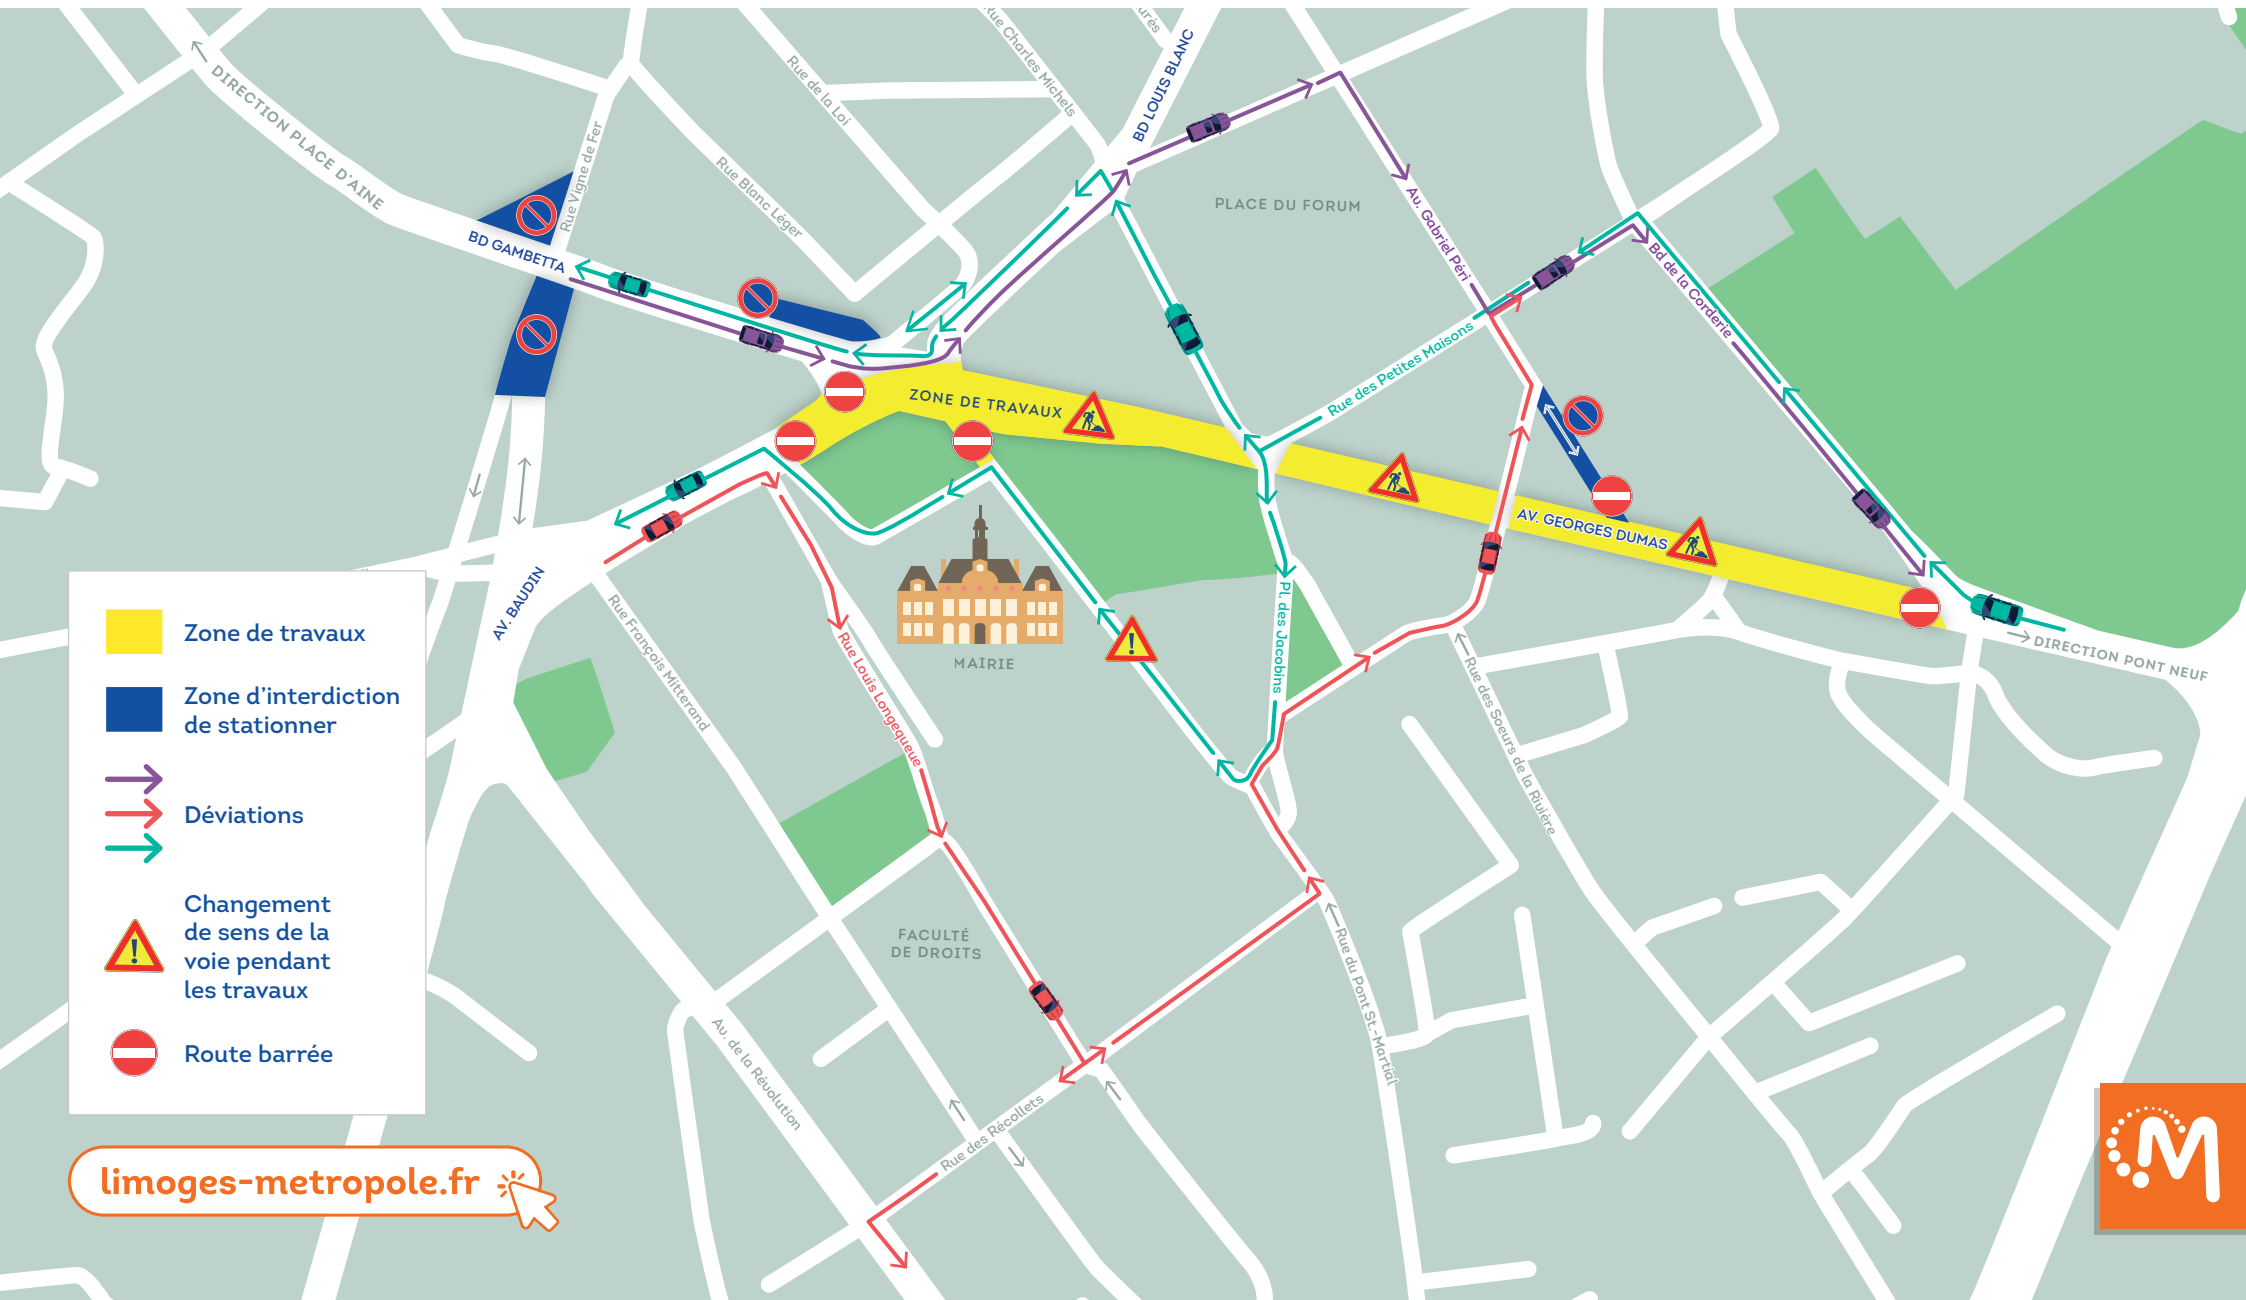 DIRECTION PLACE D'AINE
Rue Vigne de Fer
Rue de la Loi
Rue Blanc Léger
Rue Charles Michels
BD LOUIS BLANC
PLACE DU FORUM
Av. Gabriel Péri
Bd de la Corderie
BD GAMBETTA
Rue des Petites Maisons
ZONE DE TRAVAUX
AV. GEORGES DUMAS
DIRECTION PONT NEUF
AV. BAUDIN
Rue François Mitterand
Rue Louis Longequeue
MAIRIE
Pl. des Jacobins
Rue des Soeurs de la Rivière
FACULTÉ
DE DROITS
Rue du Pont St.-Martial
Av. de la Révolution
Rue des Récollets
Zone de travaux
Zone d'interdiction
de stationner
Déviations
!
Changement
de sens de la
voie pendant
les travaux
Route barrée
limoges-metropole.fr
M